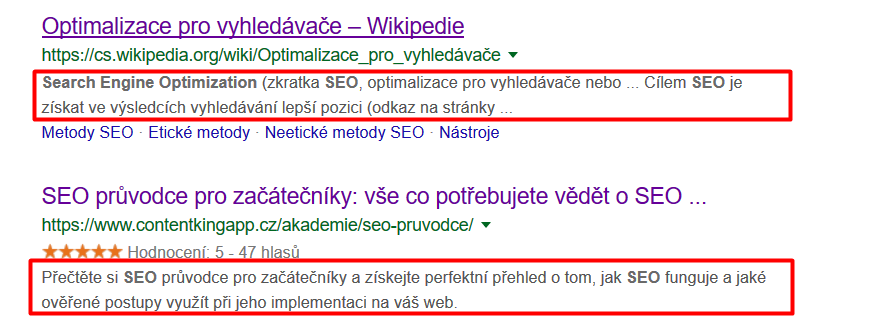 Optimalizace pro vyhledávače – Wikipedie
https://cs.wikipedia.org/wiki/Optimalizace_pro_vyhledávače
Search Engine Optimization (zkratka SEO, optimalizace pro vyhledávače nebo ... Cílem SEO je
získat ve výsledcích vyhledávání lepší pozici (odkaz na stránky ...
Metody SEO · Etické metody · Neetické metody SEO · Nástroje
SEO průvodce pro začátečníky: vše co potřebujete vědět o SEO ...
https://www.contentkingapp.cz/akademie/seo-pruvodce/
Hodnocení: 5 - 47 hlasů
Přečtěte si SEO průvodce pro začátečníky a získejte perfektní přehled o tom, jak SEO funguje a jaké
ověřené postupy využít při jeho implementaci na váš web.